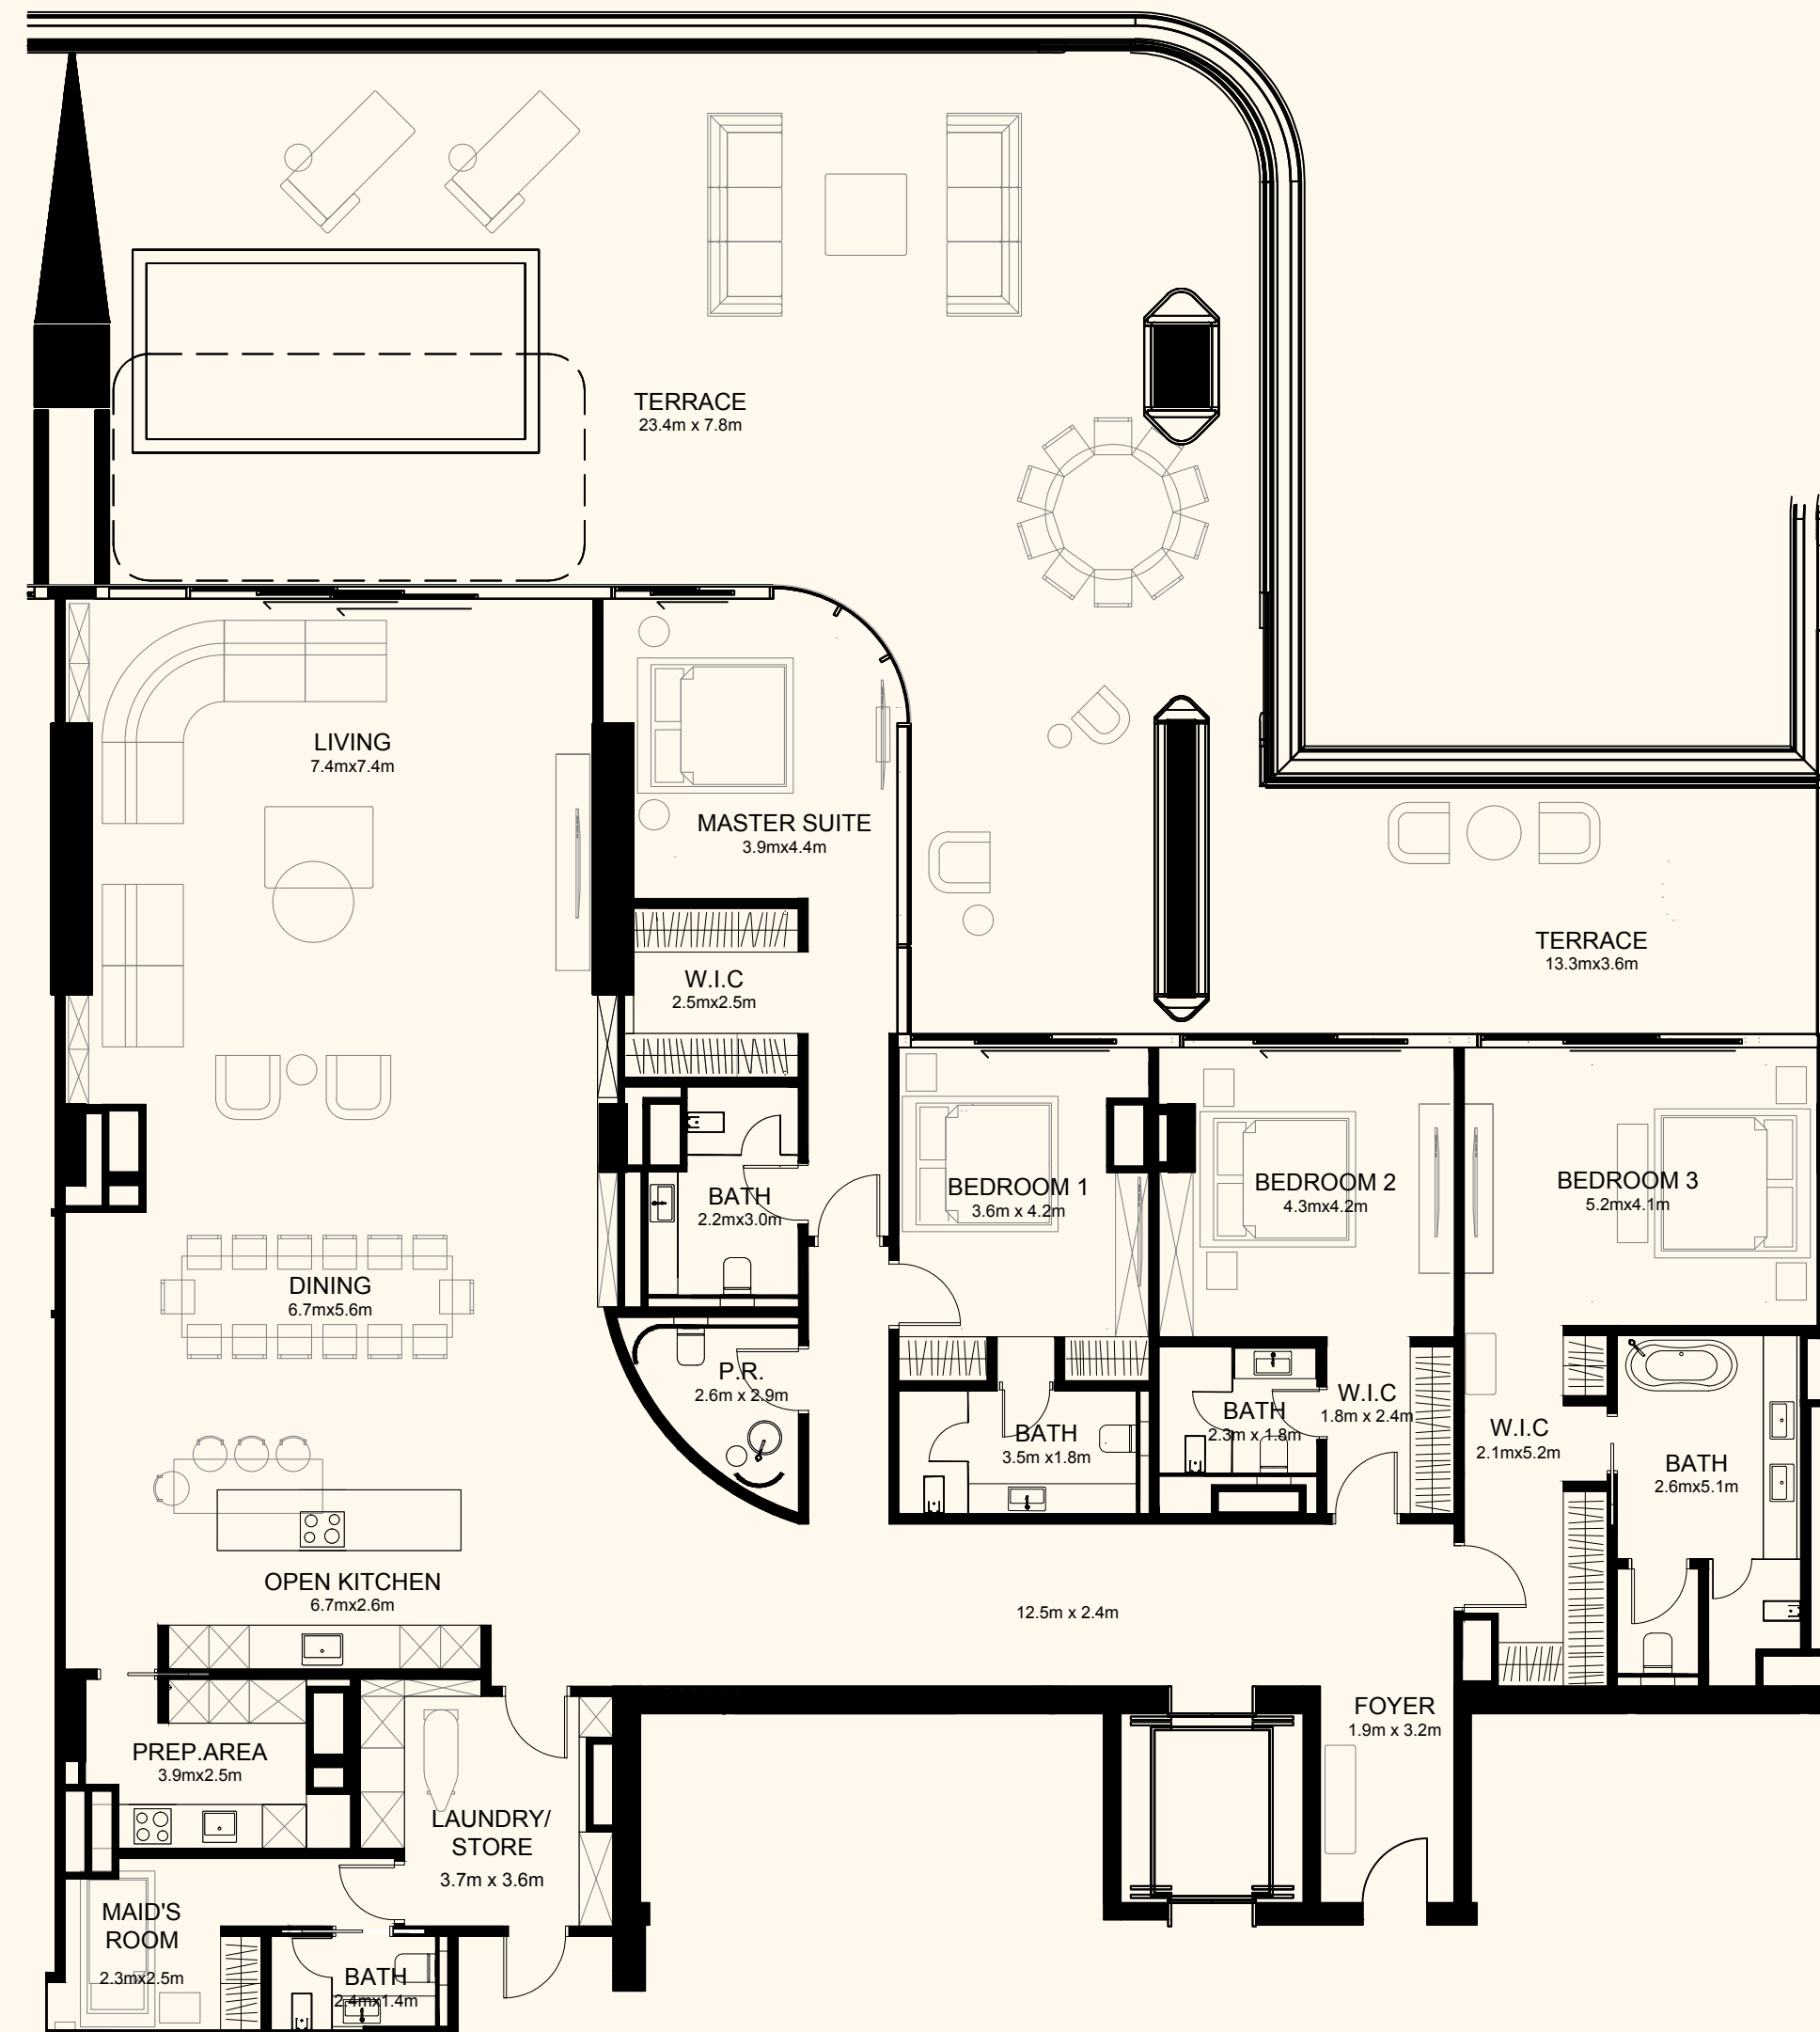 TERRACE
23.4m x 7.8m
LIVING
7.4mx7.4m
MASTER SUITE
3.9mx4.4m
TERRACE
13.3mx3.6m
W.I.C
2.5mx2.5m
BATH
2.2mx3.0m
BEDROOM 1
3.6m x 4.2m
BEDROOM 2
4.3mx4.2m
BEDROOM 3
5.2mx4.1m
DINING
6.7mx5.6m
P.R.
2.6m x 2.9m
BATH
3.5m x1.8m
BATH
2.3m x 1.8m
W.I.C
1.8m x 2.4m
W.I.C
2.1mx5.2m
BATH
2.6mx5.1m
OPEN KITCHEN
6.7mx2.6m
12.5m x 2.4m
FOYER
1.9m x 3.2m
PREP.AREA
3.9mx2.5m
LAUNDRY/
STORE
3.7m x 3.6m
MAID'S
ROOM
2.3mx2.5m
BATH
2.4mx1.4m